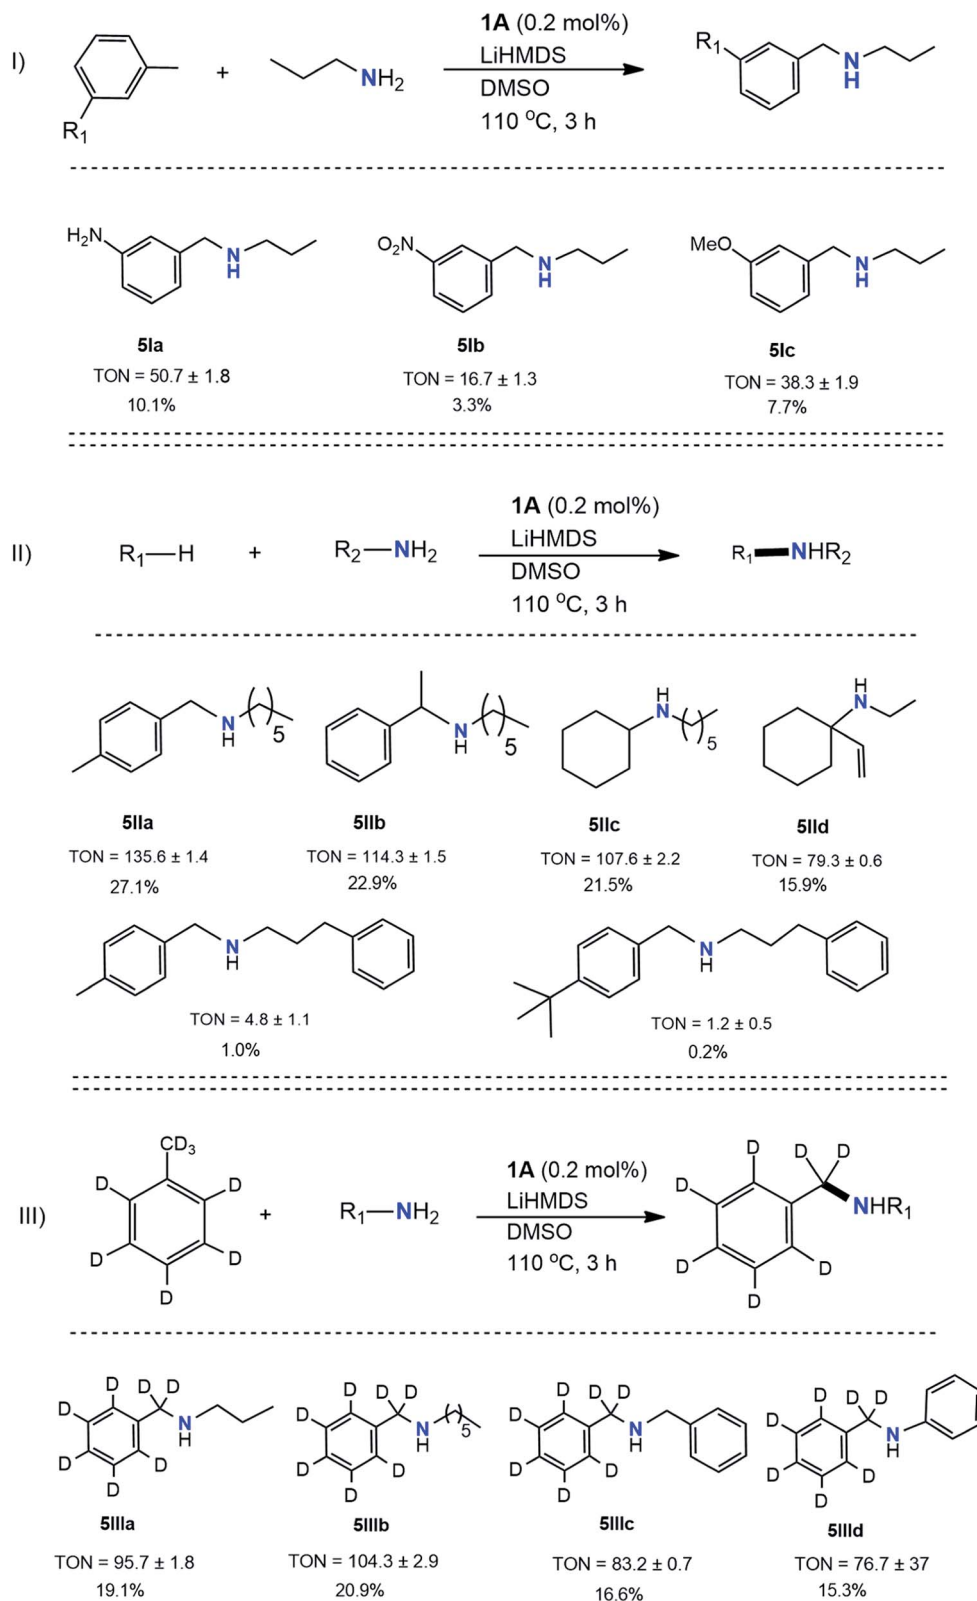 I)
R1
+
NH2
1A (0.2 mol%)
LiHMDS
DMSO
110 °C, 3 h
R1
N
H
H2N
N
H
O2N
N
H
MeO
N
H
5Ia
5Ib
5Ic
TON = 50.7 ± 1.8
TON = 16.7 ± 1.3
TON = 38.3 ± 1.9
10.1%
3.3%
7.7%
II)
R1—H
+
R2—NH2
1A (0.2 mol%)
LiHMDS
DMSO
110 °C, 3 h
R1—NHR2
N
H
( )5
N
H
( )5
H
N
( )5
H
N
5IIa
5IIb
5IIc
5IId
TON = 135.6 ± 1.4
TON = 114.3 ± 1.5
TON = 107.6 ± 2.2
TON = 79.3 ± 0.6
27.1%
22.9%
21.5%
15.9%
N
H
N
H
TON = 4.8 ± 1.1
TON = 1.2 ± 0.5
1.0%
0.2%
III)
CD3
D D
D D
D
+
R1—NH2
1A (0.2 mol%)
LiHMDS
DMSO
110 °C, 3 h
D D D
D
NHR1
D D
D
D D D
D
N
H
D D
D
D D D
D
N
H
( )5
D D
D
D D D
D
N
H
D D
D
D D D
D
N
H
D D
D
5IIIa
5IIIb
5IIIc
5IIId
TON = 95.7 ± 1.8
TON = 104.3 ± 2.9
TON = 83.2 ± 0.7
TON = 76.7 ± 37
19.1%
20.9%
16.6%
15.3%